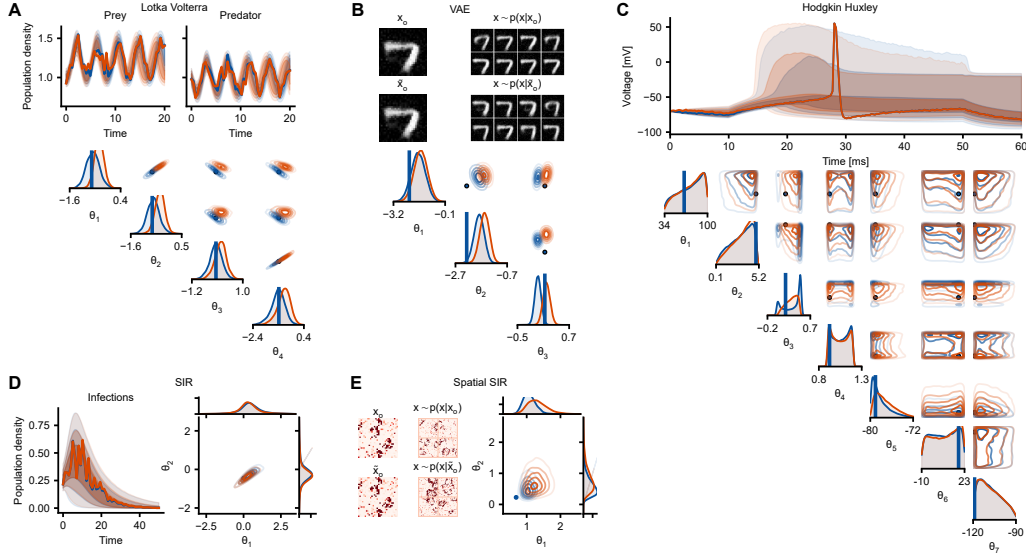 A
Lotka Volterra
Prey
Predator
Population density
1.5
1.0
0
10
20
0
10
20
Time
Time
-1.6
0.4
θ1
-1.6
0.5
θ2
-1.2
1.0
θ3
-2.4
0.4
θ4
B
VAE
xo
x ~ p(x|xo)
x̃o
x ~ p(x|x̃o)
-3.2
-0.1
θ1
-2.7
-0.7
θ2
-0.5
0.7
θ3
C
Hodgkin Huxley
Voltage [mV]
50
0
-50
-100
0
10
20
30
40
50
60
Time [ms]
34
100
θ1
0.1
5.2
θ2
-0.2
0.7
θ3
0.8
1.3
θ4
-80
-72
θ5
-10
23
θ6
-120
-90
θ7
D
SIR
Infections
Population density
0.75
0.50
0.25
0.00
0
20
40
Time
θ2
2
0
-2
-2.5
0.0
2.5
θ1
E
Spatial SIR
xo
x ~ p(x|xo)
x̃o
x ~ p(x|x̃o)
θ2
2
1
0
1
2
θ1